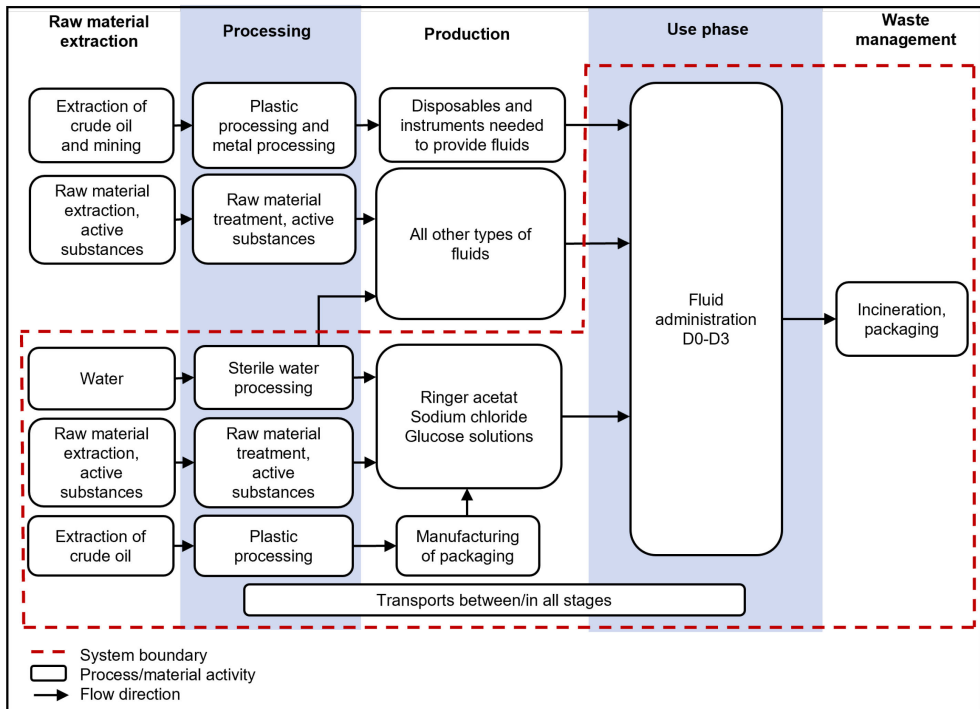 Raw material
extraction
Processing
Production
Use phase
Waste
management
Extraction of
crude oil
and mining
Plastic
processing and
metal processing
Disposables and
instruments needed
to provide fluids
Raw material
extraction,
active
substances
Raw material
treatment, active
substances
All other types of
fluids
Fluid
administration
D0-D3
Incineration,
packaging
Water
Sterile water
processing
Ringer acetat
Sodium chloride
Glucose solutions
Raw material
extraction,
active
substances
Raw material
treatment,
active
substances
Extraction of
crude oil
Plastic
processing
Manufacturing
of packaging
Transports between/in all stages
System boundary
Process/material activity
Flow direction